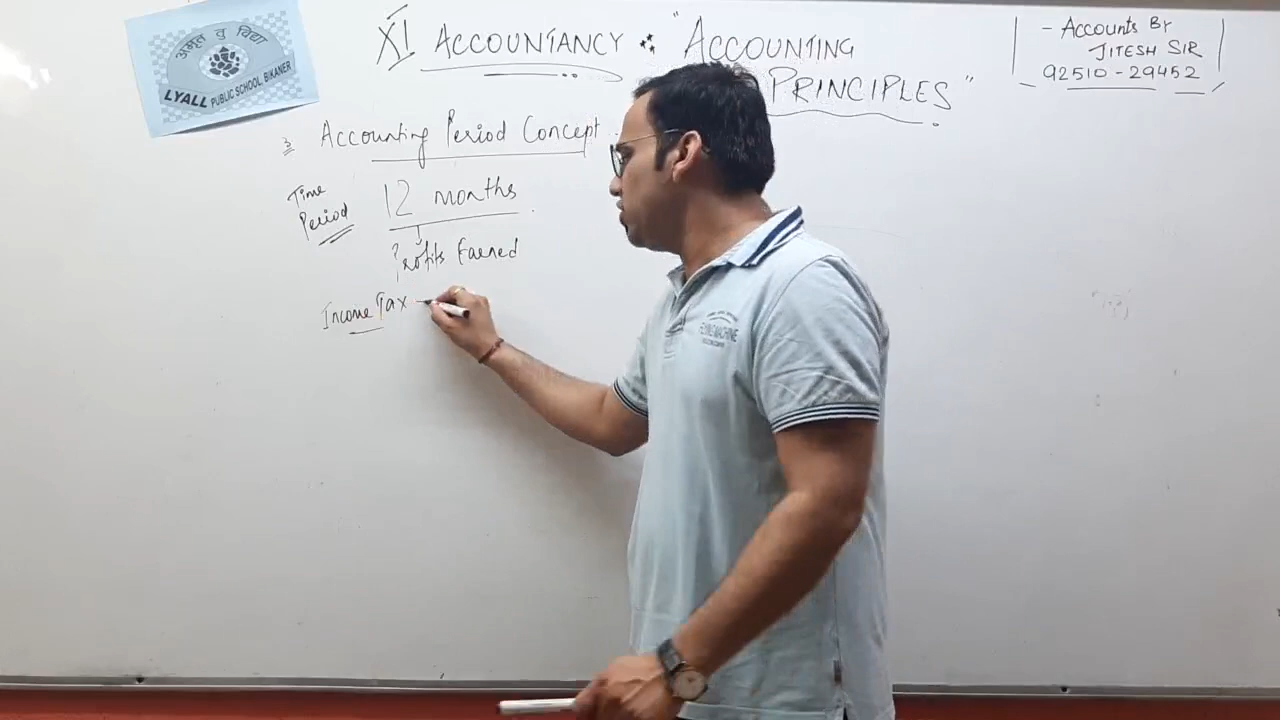 अमृतं तु विद्या
LYALL PUBLIC SCHOOL BIKANER
XI ACCOUNTANCY : "ACCOUNTING
PRINCIPLES"
- Accounts By
JITESH SIR
92510-29452
3 Accounting Period Concept
Time
Period
12 months
Profits Earned
Income Tax